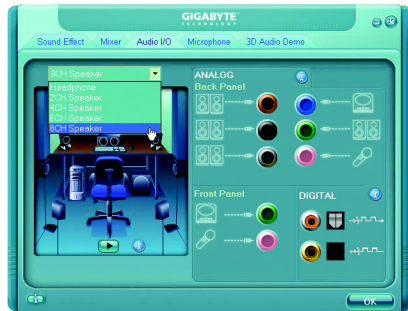 GIGABYTE
TECHNOLOGY
Sound Effect Mixer Audio I/O Microphone 3D Audio Demo
8CH Speaker
Headphone
2CH Speaker
4CH Speaker
6CH Speaker
8CH Speaker
ANALOG
Back Panel
Front Panel
DIGITAL
OK